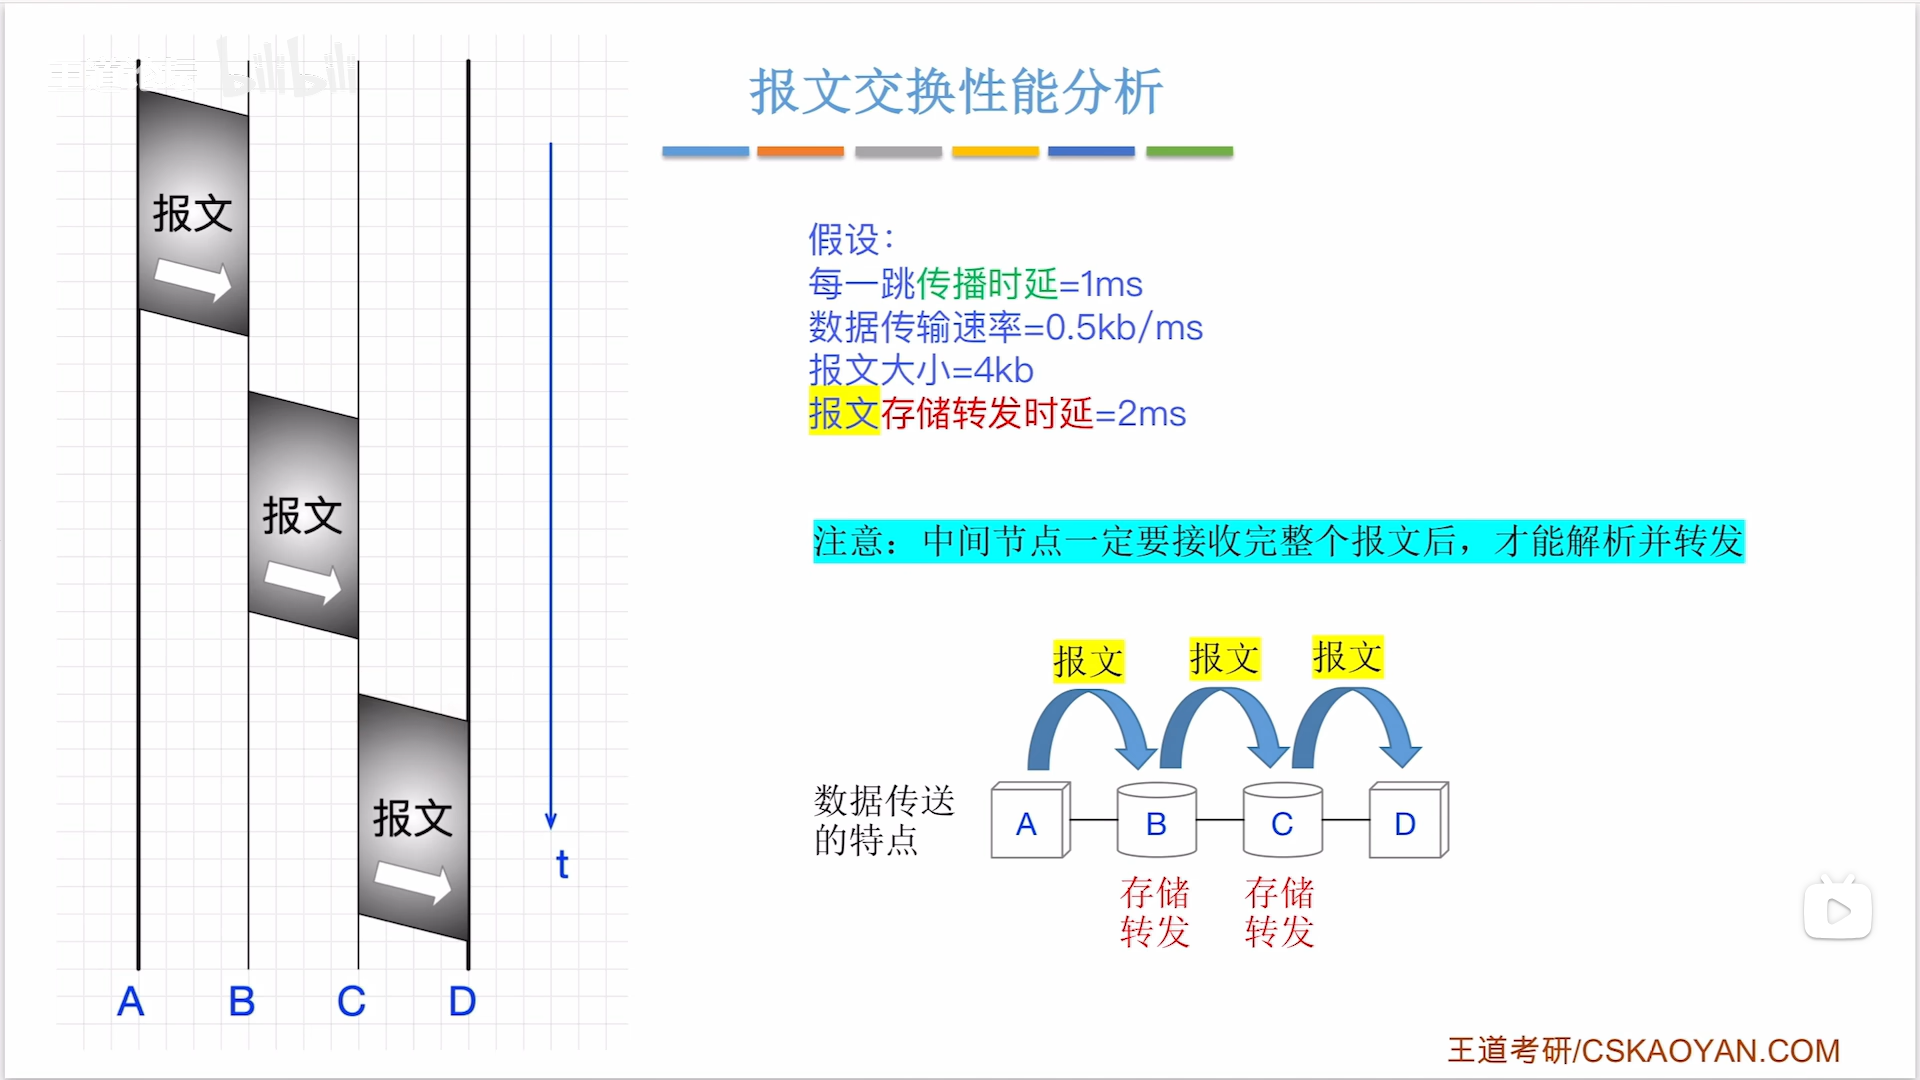 王道论坛 bilibili
报文交换性能分析
报文
报文
报文
A B C D
t
假设：
每一跳传播时延=1ms
数据传输速率=0.5kb/ms
报文大小=4kb
报文存储转发时延=2ms
注意：中间节点一定要接收完整个报文后，才能解析并转发
报文 报文 报文
数据传送
的特点
A B C D
存储 存储
转发 转发
王道考研/CSKAOYAN.COM